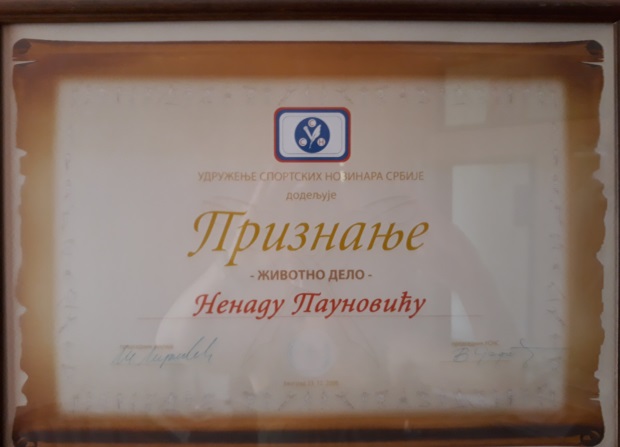 УДРУЖЕЊЕ СПОРТСКИХ НОВИНАРА СРБИЈЕ
додељује
Признање
- ЖИВОТНО ДЕЛО -
Ненаду Пауновићу